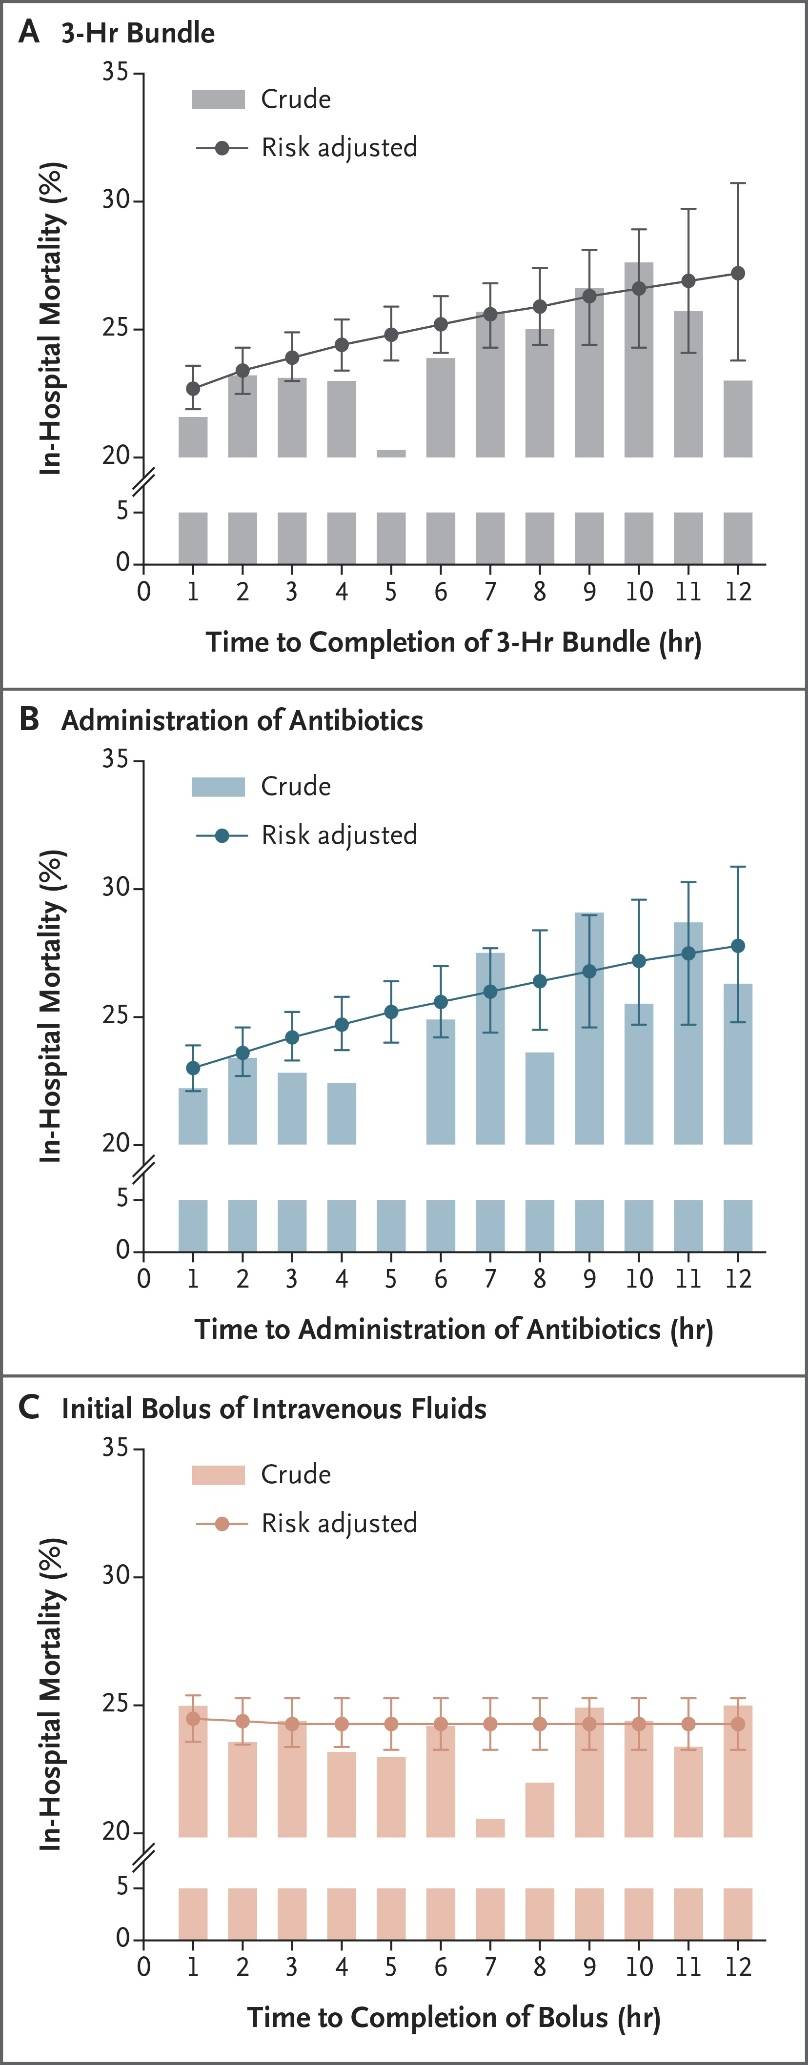 A 3-Hr Bundle
35
30
25
20
5
0
In-Hospital Mortality (%)
Crude
Risk adjusted
0 1 2 3 4 5 6 7 8 9 10 11 12
Time to Completion of 3-Hr Bundle (hr)
B Administration of Antibiotics
35
30
25
20
5
0
In-Hospital Mortality (%)
Crude
Risk adjusted
0 1 2 3 4 5 6 7 8 9 10 11 12
Time to Administration of Antibiotics (hr)
C Initial Bolus of Intravenous Fluids
35
30
25
20
5
0
In-Hospital Mortality (%)
Crude
Risk adjusted
0 1 2 3 4 5 6 7 8 9 10 11 12
Time to Completion of Bolus (hr)